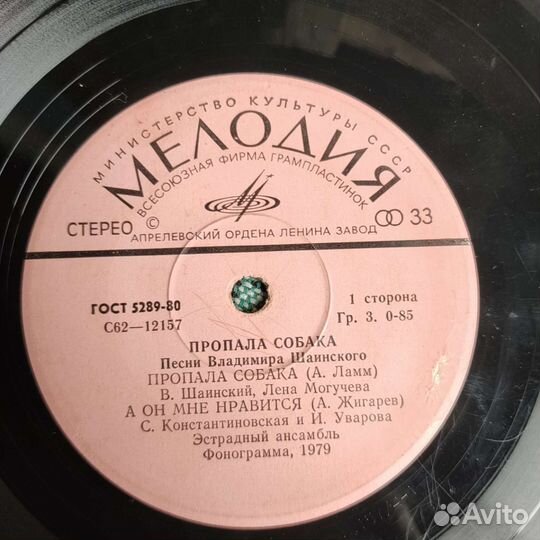 МИНИСТЕРСТВО КУЛЬТУРЫ СССР
МЕЛОДИЯ
ВСЕСОЮЗНАЯ ФИРМА ГРАМПЛАСТИНОК
СТЕРЕО © 33
АПРЕЛЕВСКИЙ ОРДЕНА ЛЕНИНА ЗАВОД
ГОСТ 5289-80 1 сторона
С62—12157 Гр. 3. 0-85
ПРОПАЛА СОБАКА
Песни Владимира Шаинского
ПРОПАЛА СОБАКА (А. Ламм)
В. Шаинский, Лена Могучева
А ОН МНЕ НРАВИТСЯ (А. Жигарев)
С. Константиновская и И. Уварова
Эстрадный ансамбль
Фонограмма, 1979
Avito